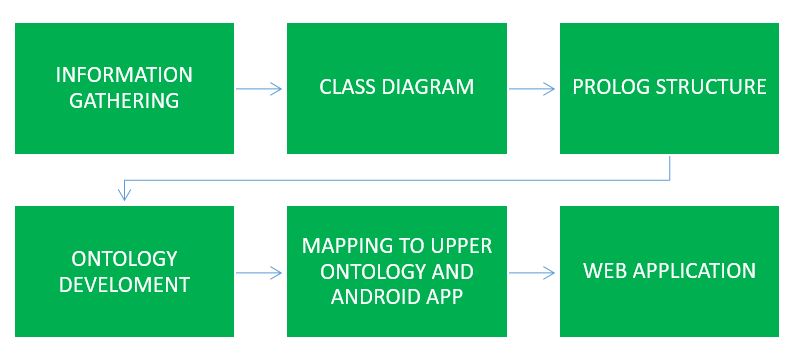 INFORMATION
GATHERING
CLASS DIAGRAM
PROLOG STRUCTURE
ONTOLOGY
DEVELOMENT
MAPPING TO UPPER
ONTOLOGY AND
ANDROID APP
WEB APPLICATION